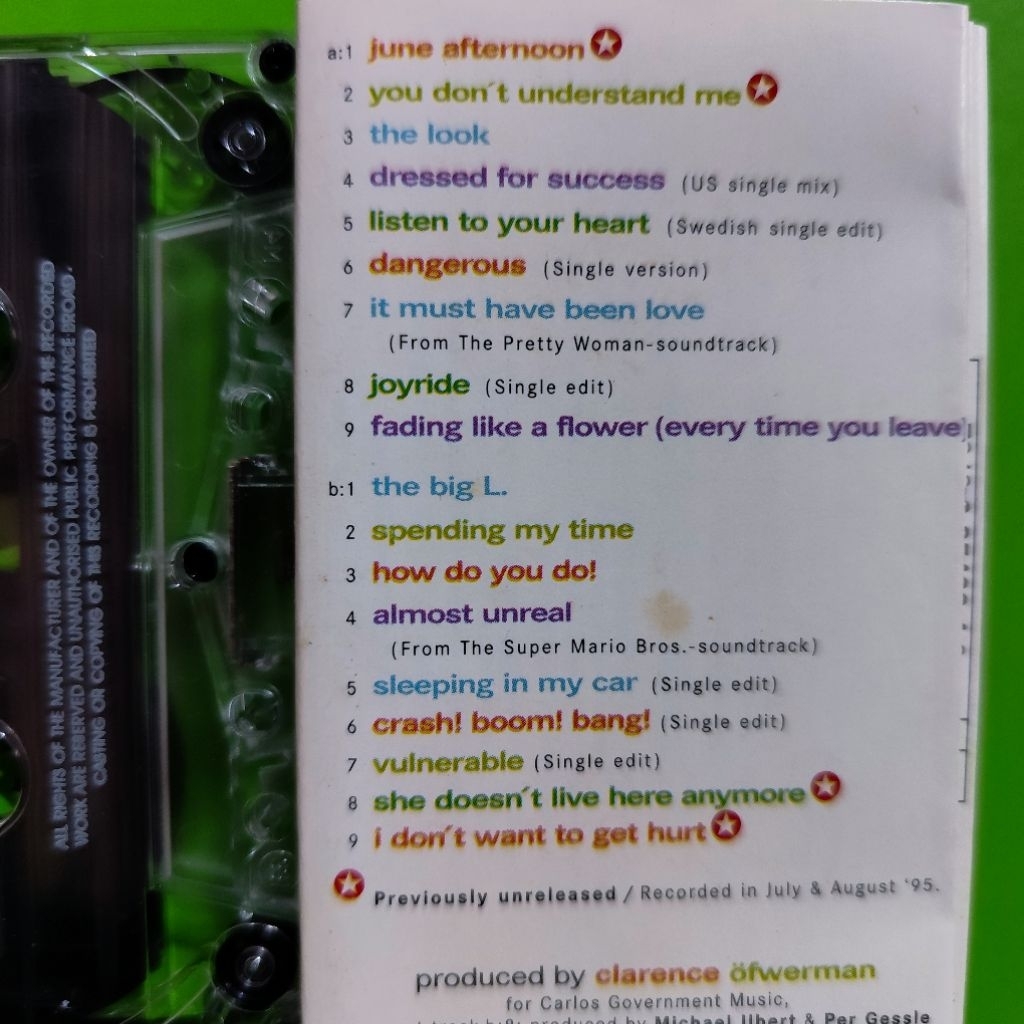 a:1 june afternoon
2 you don´t understand me
3 the look
4 dressed for success (US single mix)
5 listen to your heart (Swedish single edit)
6 dangerous (Single version)
7 it must have been love
(From The Pretty Woman-soundtrack)
8 joyride (Single edit)
9 fading like a flower (every time you leave)
b:1 the big L.
2 spending my time
3 how do you do!
4 almost unreal
(From The Super Mario Bros.-soundtrack)
5 sleeping in my car (Single edit)
6 crash! boom! bang! (Single edit)
7 vulnerable (Single edit)
8 she doesn´t live here anymore
9 i don´t want to get hurt
Previously unreleased / Recorded in July & August '95.
produced by clarence öfwerman
for Carlos Government Music,
produced by Michael Ilbert & Per Gessle
ALL RIGHTS OF THE MANUFACTURER AND OF THE OWNER OF THE RECORDED
WORK ARE RESERVED AND UNAUTHORISED PUBLIC PERFORMANCE BROAD.
CASTING OR COPYING OF THIS RECORDING IS PROHIBITED